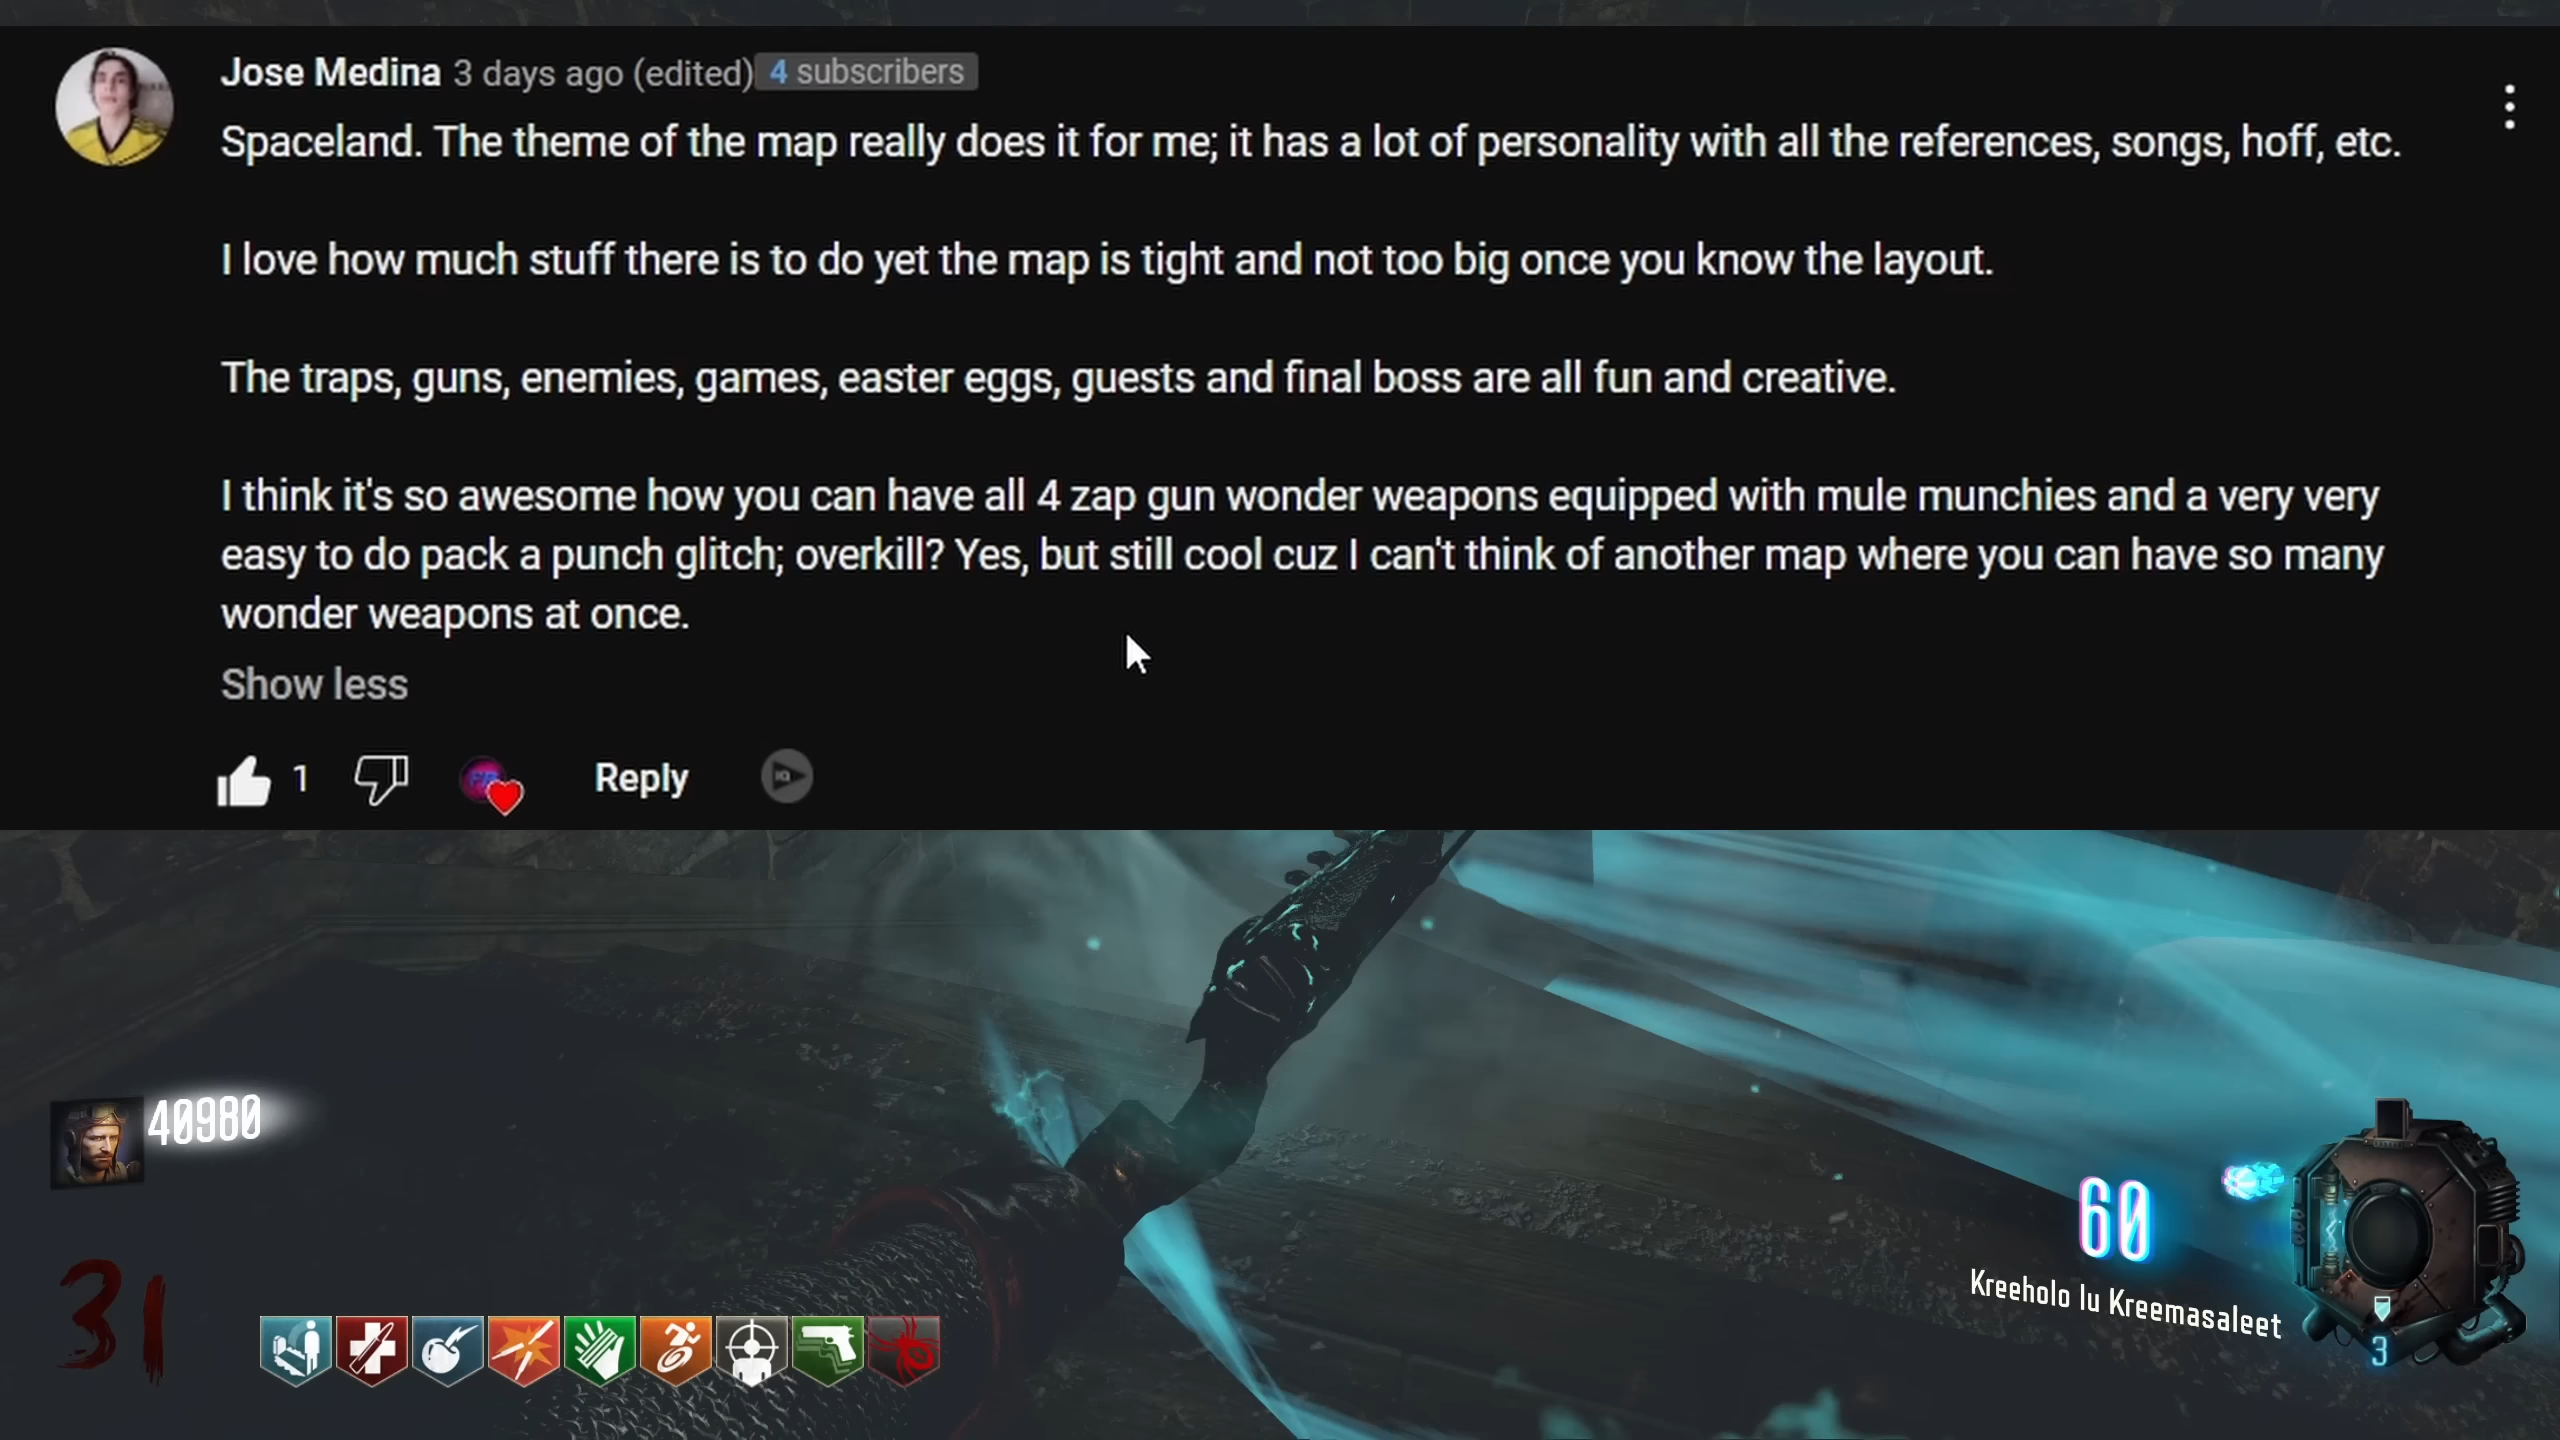 Jose Medina 3 days ago (edited) 4 subscribers
Spaceland. The theme of the map really does it for me; it has a lot of personality with all the references, songs, hoff, etc.
I love how much stuff there is to do yet the map is tight and not too big once you know the layout.
The traps, guns, enemies, games, easter eggs, guests and final boss are all fun and creative.
I think it's so awesome how you can have all 4 zap gun wonder weapons equipped with mule munchies and a very very
easy to do pack a punch glitch; overkill? Yes, but still cool cuz I can't think of another map where you can have so many
wonder weapons at once.
Show less
1 Reply
40980
60
Kreeholo lu Kreemasaleet
31
3